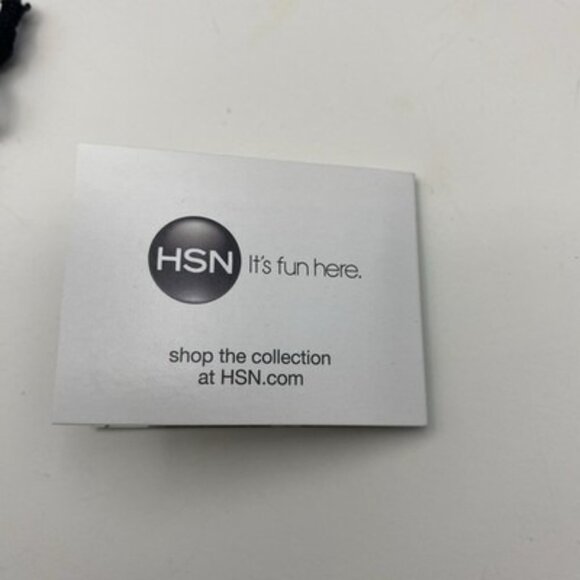 HSN It's fun here.
shop the collection
at HSN.com